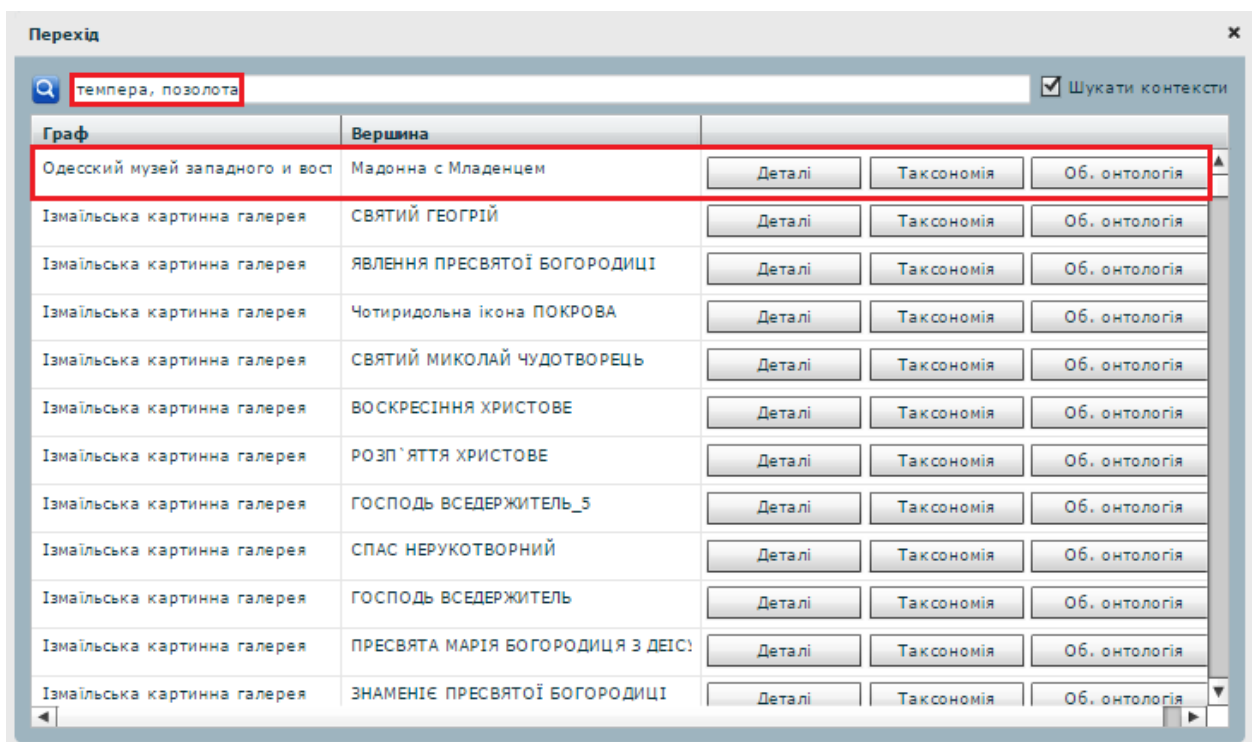 Перехід
темпера, позолота
Шукати контексти
Граф Вершина
Одесский музей западного и вост Мадонна с Младенцем Деталі Таксономія Об. онтологія
Ізмаїльська картинна галерея СВЯТИЙ ГЕОГРІЙ Деталі Таксономія Об. онтологія
Ізмаїльська картинна галерея ЯВЛЕННЯ ПРЕСВЯТОЇ БОГОРОДИЦІ Деталі Таксономія Об. онтологія
Ізмаїльська картинна галерея Чотиридольна ікона ПОКРОВА Деталі Таксономія Об. онтологія
Ізмаїльська картинна галерея СВЯТИЙ МИКОЛАЙ ЧУДОТВОРЕЦЬ Деталі Таксономія Об. онтологія
Ізмаїльська картинна галерея ВОСКРЕСІННЯ ХРИСТОВЕ Деталі Таксономія Об. онтологія
Ізмаїльська картинна галерея РОЗП`ЯТТЯ ХРИСТОВЕ Деталі Таксономія Об. онтологія
Ізмаїльська картинна галерея ГОСПОДЬ ВСЕДЕРЖИТЕЛЬ_5 Деталі Таксономія Об. онтологія
Ізмаїльська картинна галерея СПАС НЕРУКОТВОРНИЙ Деталі Таксономія Об. онтологія
Ізмаїльська картинна галерея ГОСПОДЬ ВСЕДЕРЖИТЕЛЬ Деталі Таксономія Об. онтологія
Ізмаїльська картинна галерея ПРЕСВЯТА МАРІЯ БОГОРОДИЦЯ З ДЕІСУ Деталі Таксономія Об. онтологія
Ізмаїльська картинна галерея ЗНАМЕНІЄ ПРЕСВЯТОЇ БОГОРОДИЦІ Деталі Таксономія Об. онтологія